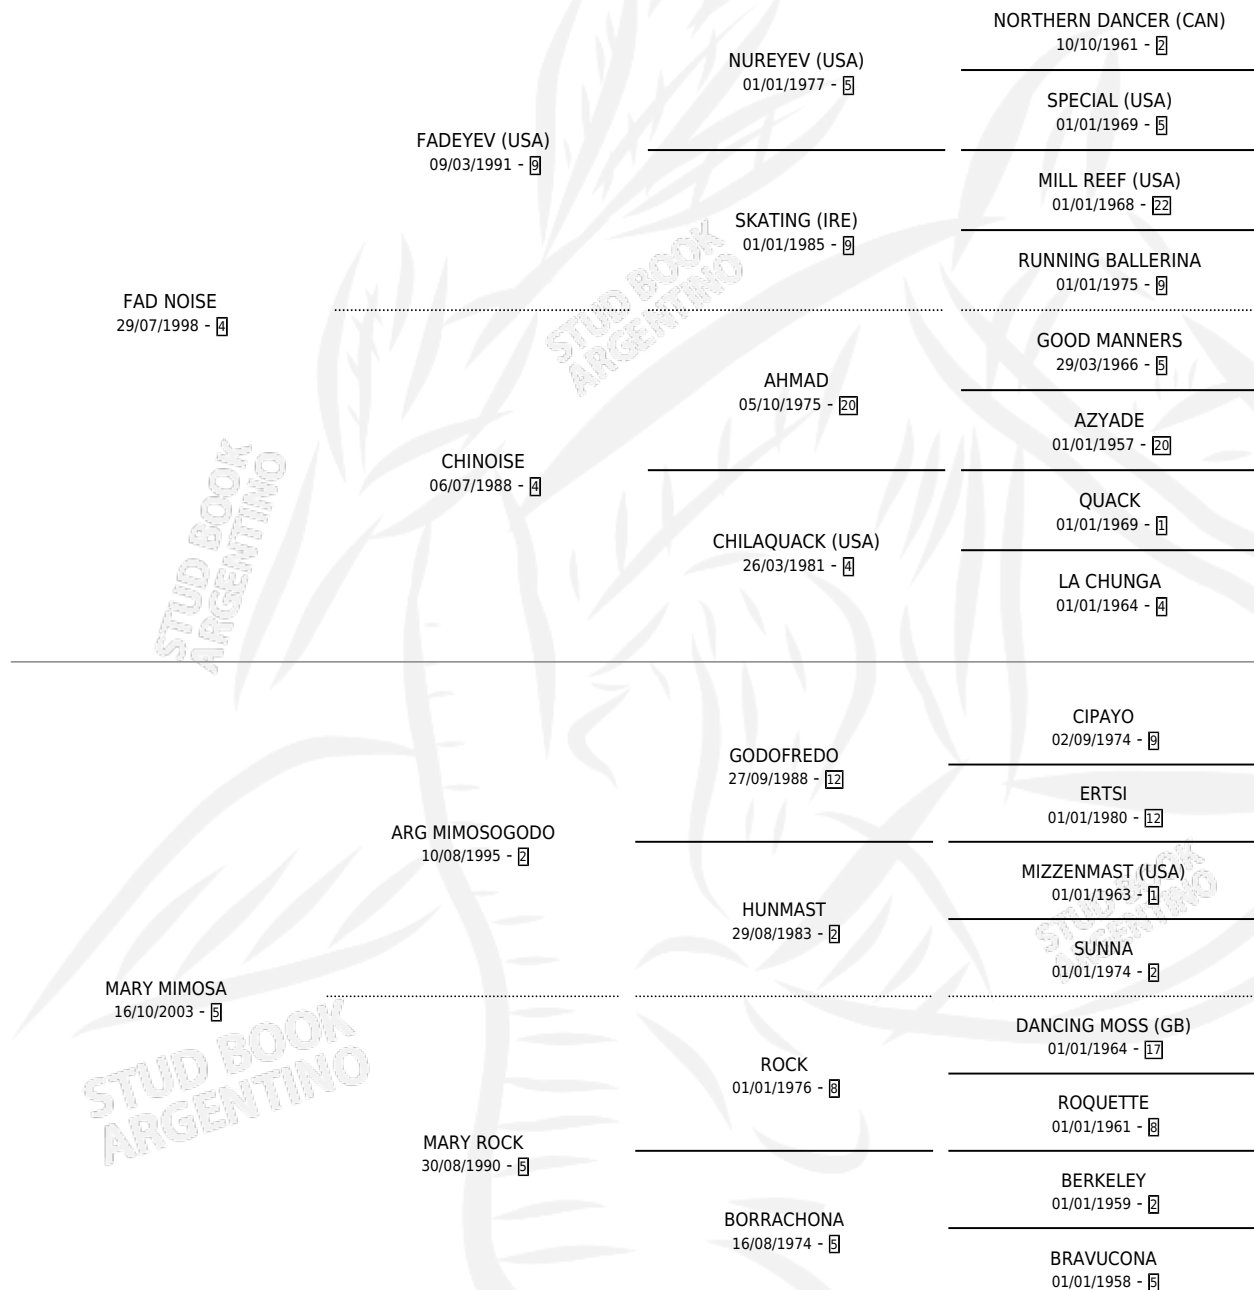 NORTHERN DANCER (CAN)
10/10/1961 - 2
NUREYEV (USA)
01/01/1977 - 5
SPECIAL (USA)
01/01/1969 - 5
FADEYEV (USA)
09/03/1991 - 9
MILL REEF (USA)
01/01/1968 - 22
SKATING (IRE)
01/01/1985 - 9
RUNNING BALLERINA
01/01/1975 - 9
FAD NOISE
29/07/1998 - 4
GOOD MANNERS
29/03/1966 - 5
AHMAD
05/10/1975 - 20
AZYADE
01/01/1957 - 20
CHINOISE
06/07/1988 - 4
QUACK
01/01/1969 - 1
CHILAQUACK (USA)
26/03/1981 - 4
LA CHUNGA
01/01/1964 - 4
CIPAYO
02/09/1974 - 9
GODOFREDO
27/09/1988 - 12
ERTSI
01/01/1980 - 12
ARG MIMOSOGODO
10/08/1995 - 2
MIZZENMAST (USA)
01/01/1963 - 1
HUNMAST
29/08/1983 - 2
SUNNA
01/01/1974 - 2
MARY MIMOSA
16/10/2003 - 5
DANCING MOSS (GB)
01/01/1964 - 17
ROCK
01/01/1976 - 8
ROQUETTE
01/01/1961 - 8
MARY ROCK
30/08/1990 - 5
BERKELEY
01/01/1959 - 2
BORRACHONA
16/08/1974 - 5
BRAVUCONA
01/01/1958 - 5
STUD BOOK
ARGENTINO
STUD BOOK
ARGENTINO
STUD BOOK
ARGENTINO
STUD BOOK
ARGENTINO